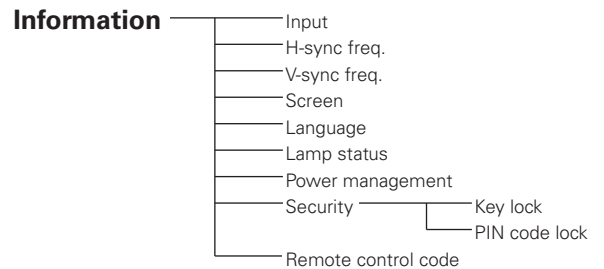 Information
Input
H-sync freq.
V-sync freq.
Screen
Language
Lamp status
Power management
Security
Key lock
PIN code lock
Remote control code